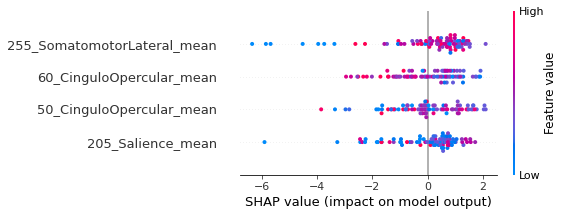 High
255_SomatomotorLateral_mean
60_CinguloOpercular_mean
50_CinguloOpercular_mean
205_Salience_mean
Feature value
Low
−6 −4 −2 0 2
SHAP value (impact on model output)